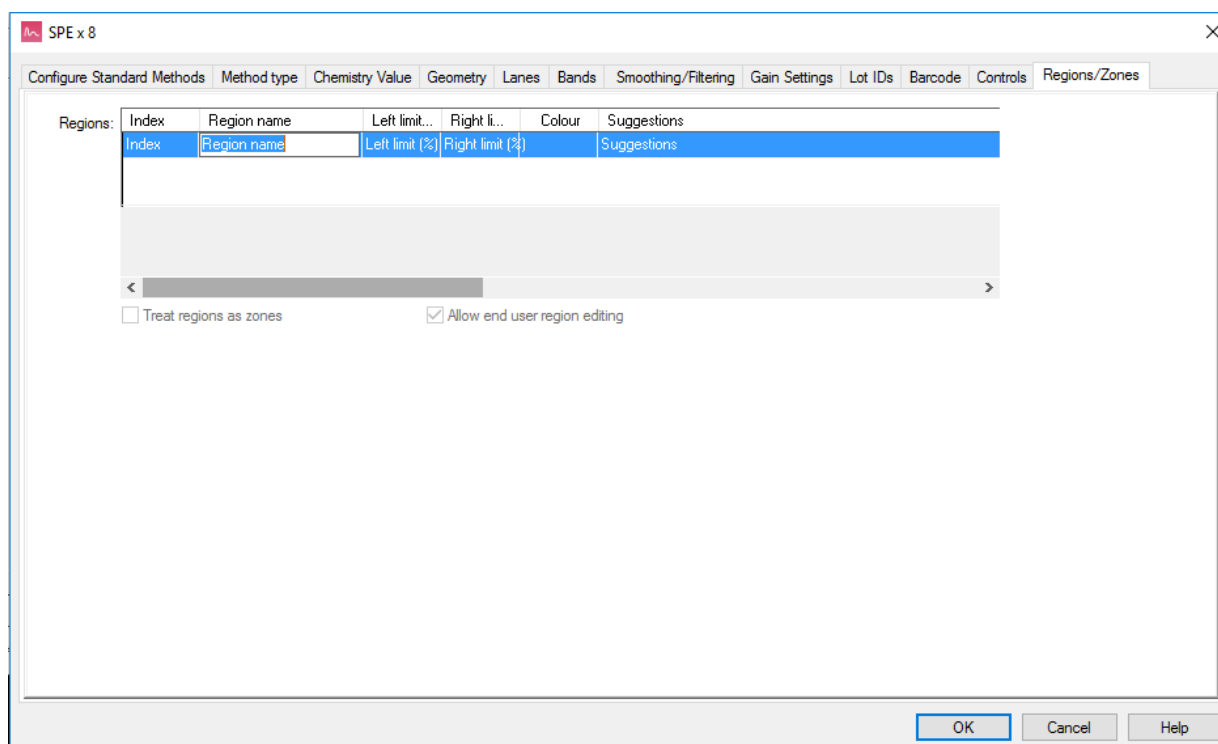 SPE x 8
Configure Standard Methods Method type Chemistry Value Geometry Lanes Bands Smoothing/Filtering Gain Settings Lot IDs Barcode Controls Regions/Zones
Regions: Index Region name Left limit... Right li... Colour Suggestions
Index Region name Left limit (%) Right limit (%) Suggestions
Treat regions as zones Allow end user region editing
OK Cancel Help